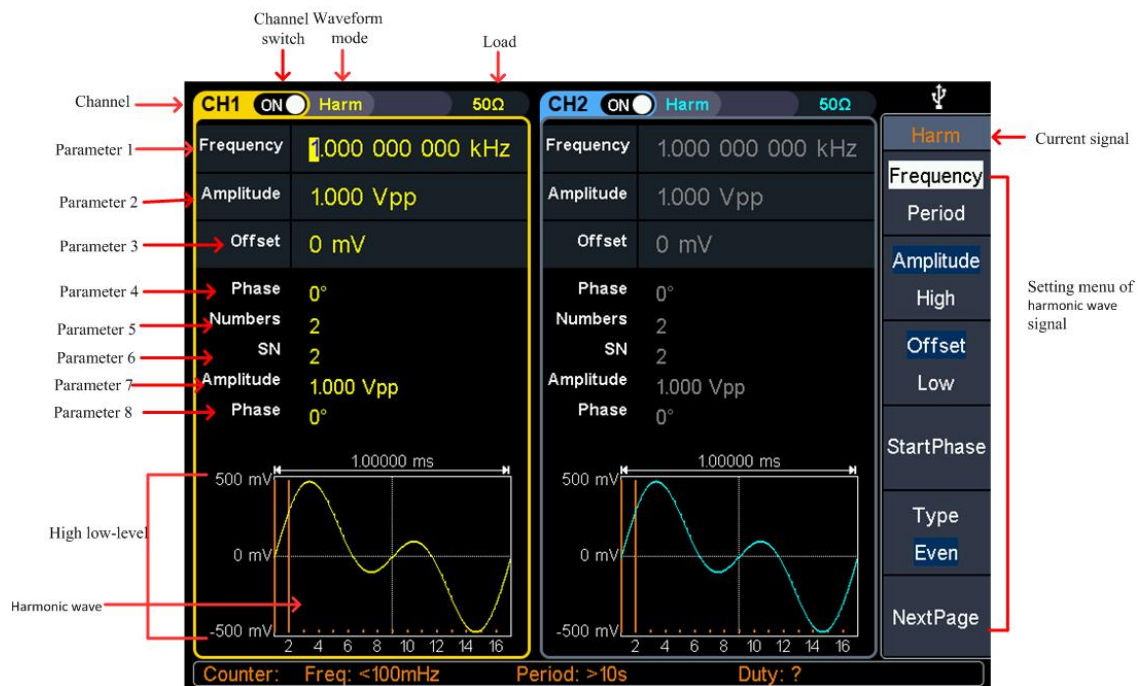 Channel Waveform
switch mode
Load
Channel
CH1 ON Harm 50Ω
CH2 ON Harm 50Ω
Parameter 1
Frequency 1.000 000 000 kHz
Frequency 1.000 000 000 kHz
Parameter 2
Amplitude 1.000 Vpp
Amplitude 1.000 Vpp
Parameter 3
Offset 0 mV
Offset 0 mV
Parameter 4
Phase 0°
Phase 0°
Parameter 5
Numbers 2
Numbers 2
Parameter 6
SN 2
SN 2
Parameter 7
Amplitude 1.000 Vpp
Amplitude 1.000 Vpp
Parameter 8
Phase 0°
Phase 0°
1.00000 ms
1.00000 ms
500 mV
500 mV
High low-level
0 mV
0 mV
Harmonic wave
-500 mV
-500 mV
2 4 6 8 10 12 14 16
2 4 6 8 10 12 14 16
Counter: Freq: <100mHz Period: >10s Duty: ?
Harm
Current signal
Frequency
Period
Amplitude
High
Offset
Low
StartPhase
Type
Even
NextPage
Setting menu of
harmonic wave
signal